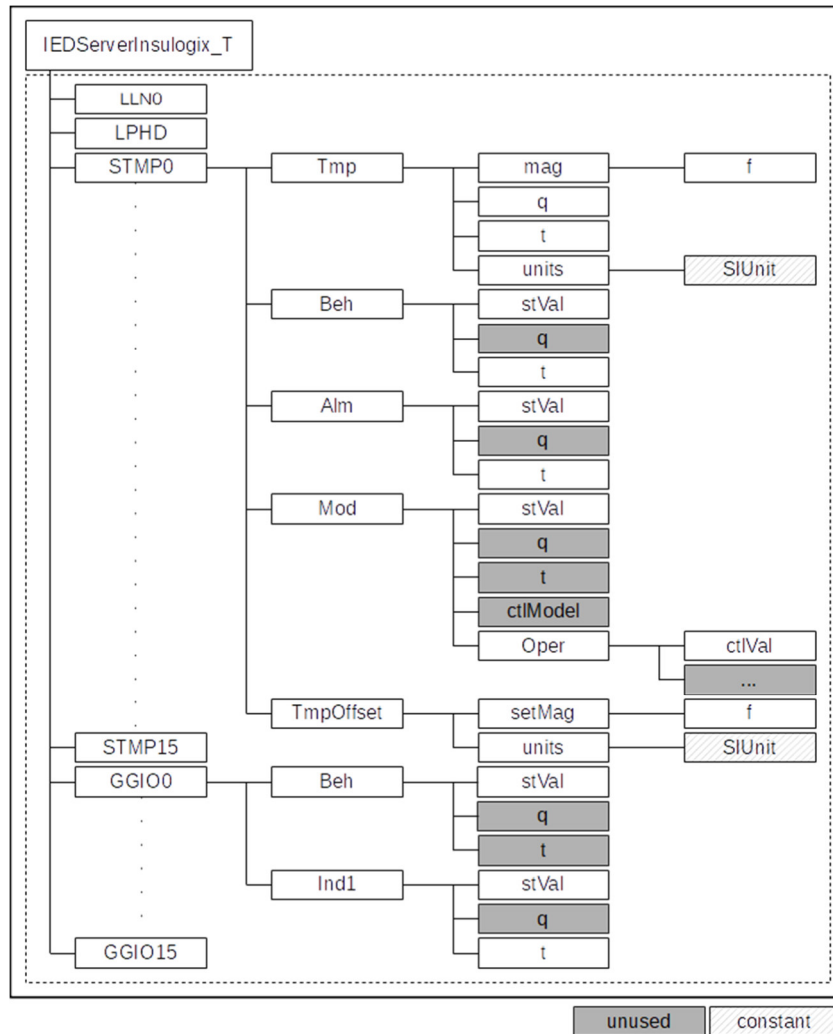 IEDServerInsulogix_T
LLN0
LPHD
STMP0 Tmp mag f
q
t
units SIUnit
Beh stVal
q
t
Alm stVal
q
t
Mod stVal
q
t
ctlModel
Oper ctlVal
...
TmpOffset setMag f
STMP15 units SIUnit
GGIO0 Beh stVal
q
t
Ind1 stVal
q
GGIO15 t
unused constant